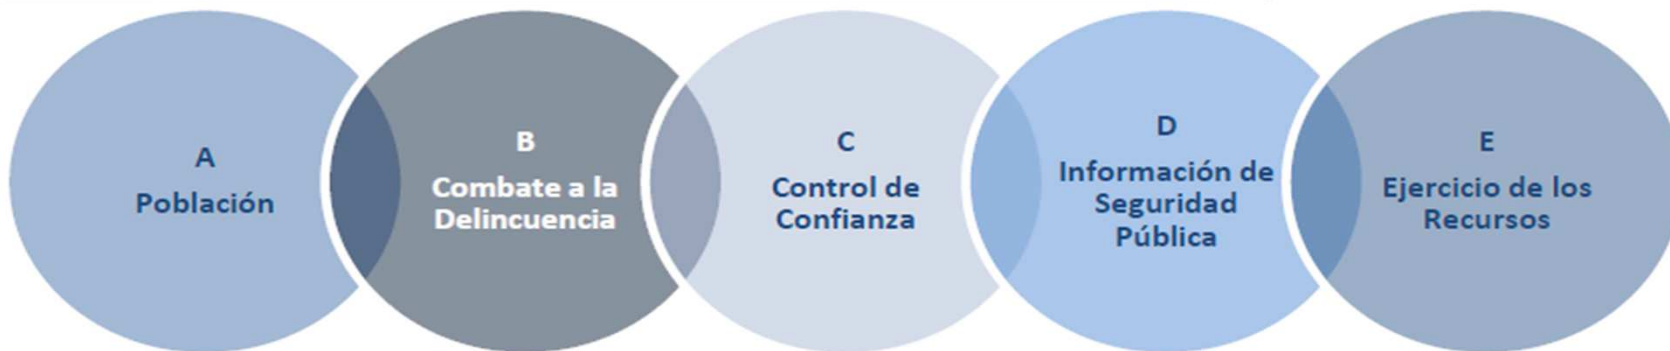 A
Población
B
Combate a la
Delincuencia
C
Control de
Confianza
D
Información de
Seguridad
Pública
E
Ejercicio de los
Recursos